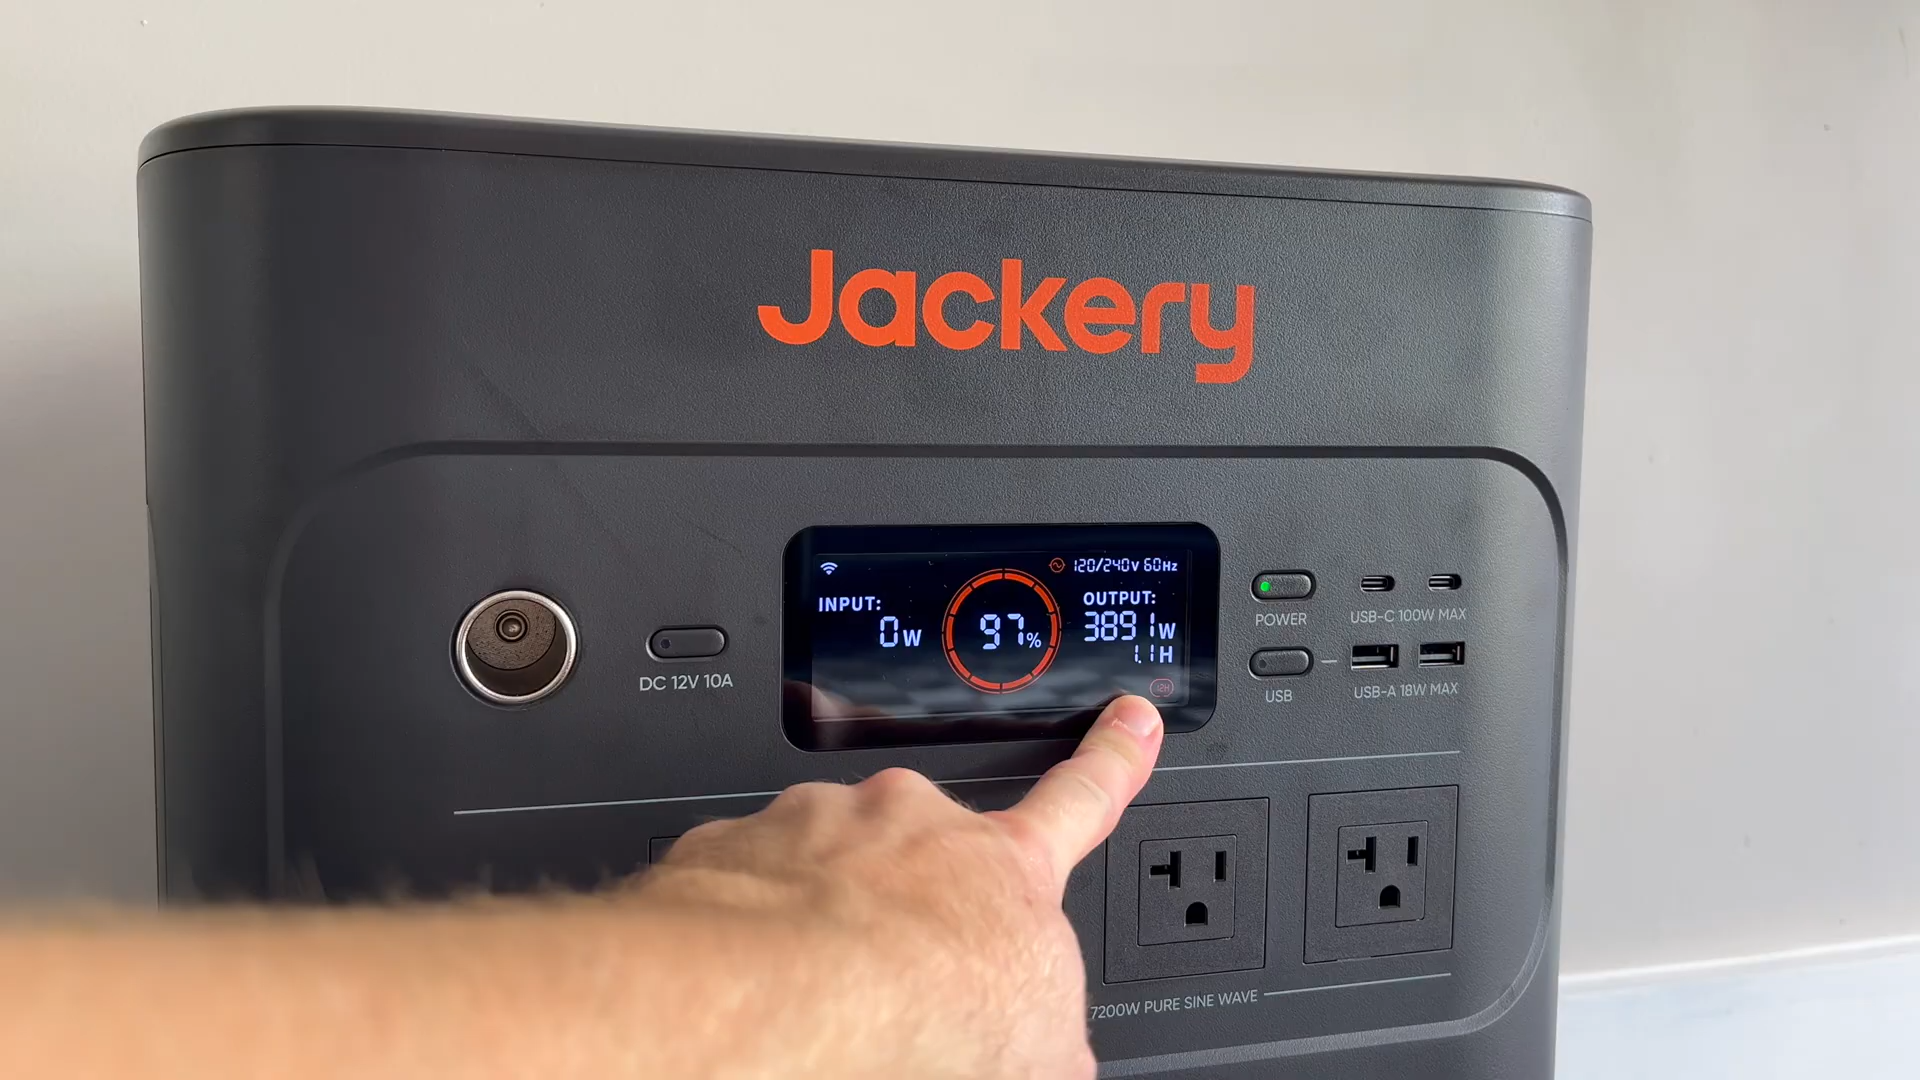 Jackery
120/240V 60Hz
INPUT:
0W
97%
OUTPUT:
3891W
1.1H
12H
DC 12V 10A
POWER
USB
USB-C 100W MAX
USB-A 18W MAX
7200W PURE SINE WAVE